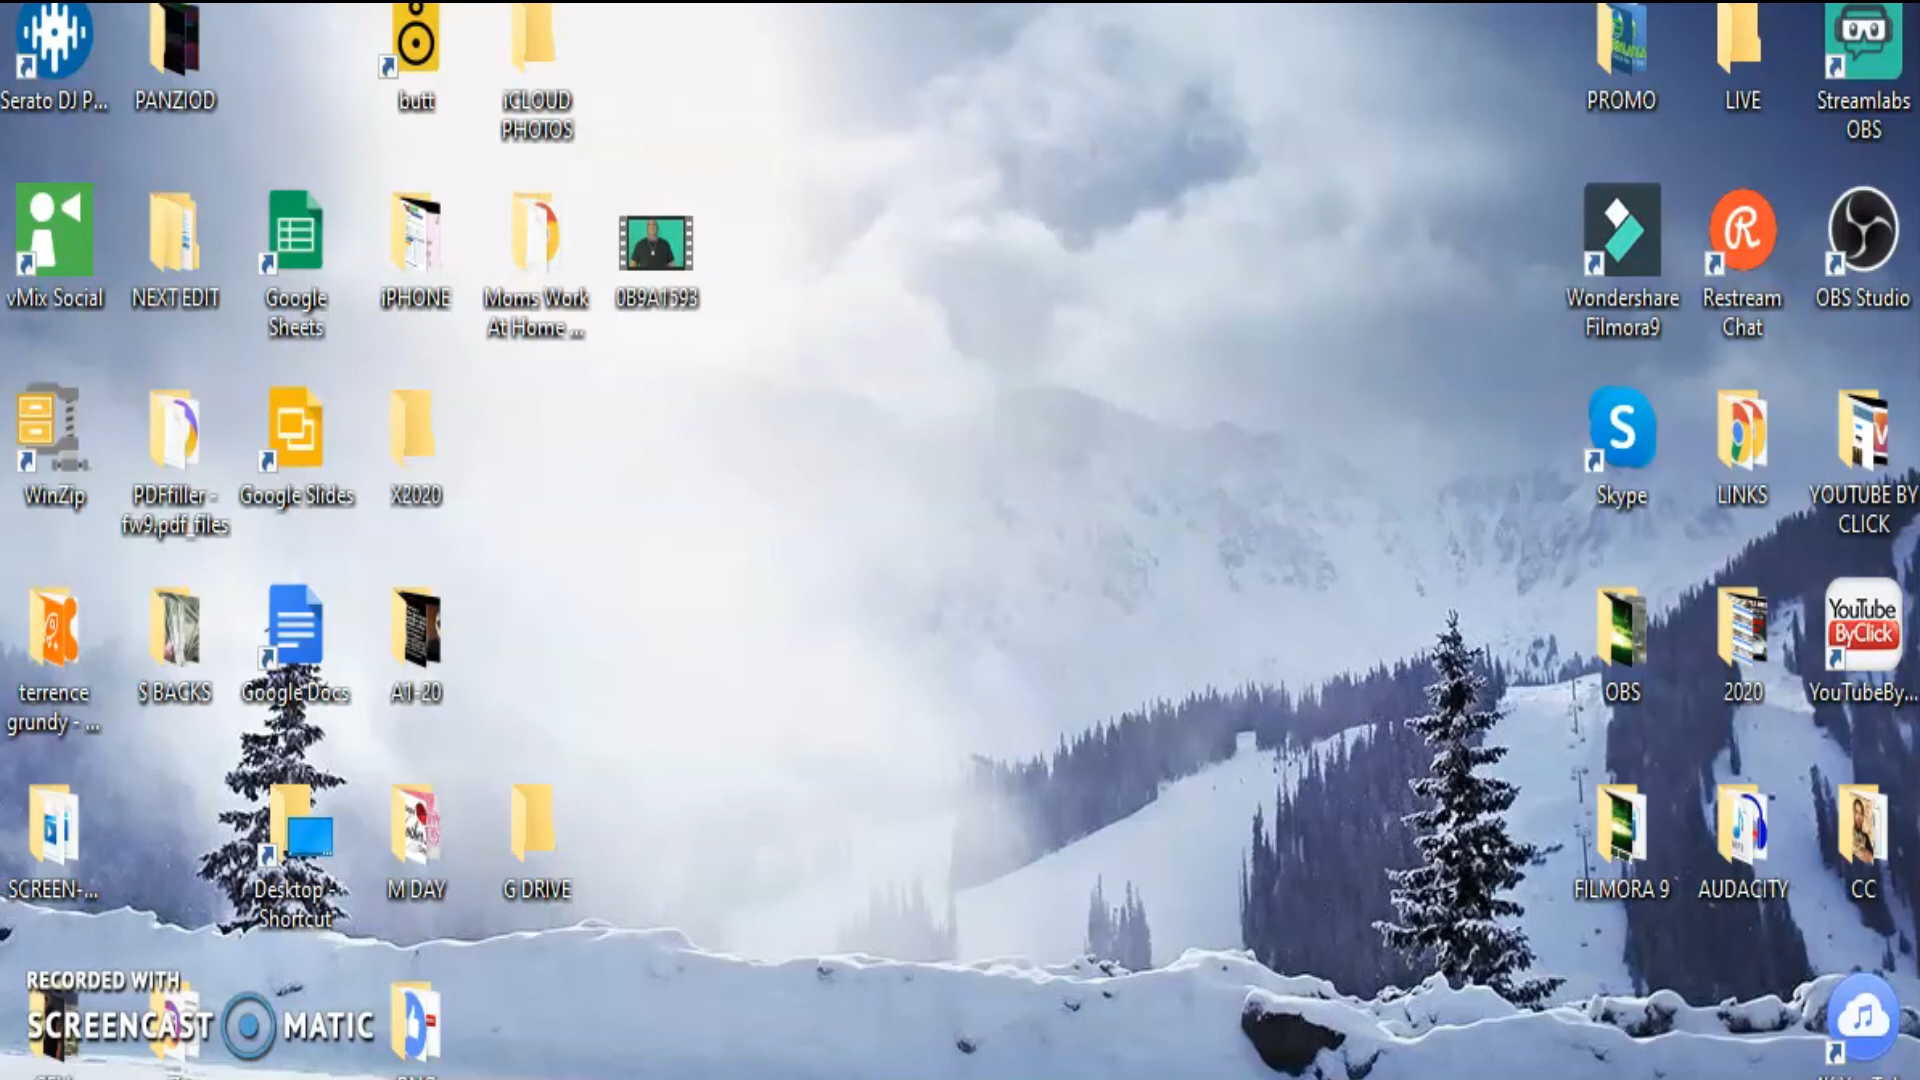 Serato DJ P...
PANZIOD
butt
iCLOUD
PHOTOS
PROMO
LIVE
Streamlabs
OBS
vMix Social
NEXT EDIT
Google
Sheets
iPHONE
Moms Work
At Home ...
0B9A1593
Wondershare
Filmora9
Restream
Chat
OBS Studio
WinZip
PDFfiller -
fw9.pdf_files
Google Slides
X2020
S
Skype
LINKS
YOUTUBE BY
CLICK
terrence
grundy - ...
S BACKS
Google Docs
A1-20
OBS
2020
YouTube
ByClick
YouTubeBy...
SCREEN-...
Desktop -
Shortcut
M DAY
G DRIVE
FILMORA 9
AUDACITY
CC
RECORDED WITH
SCREENCAST MATIC